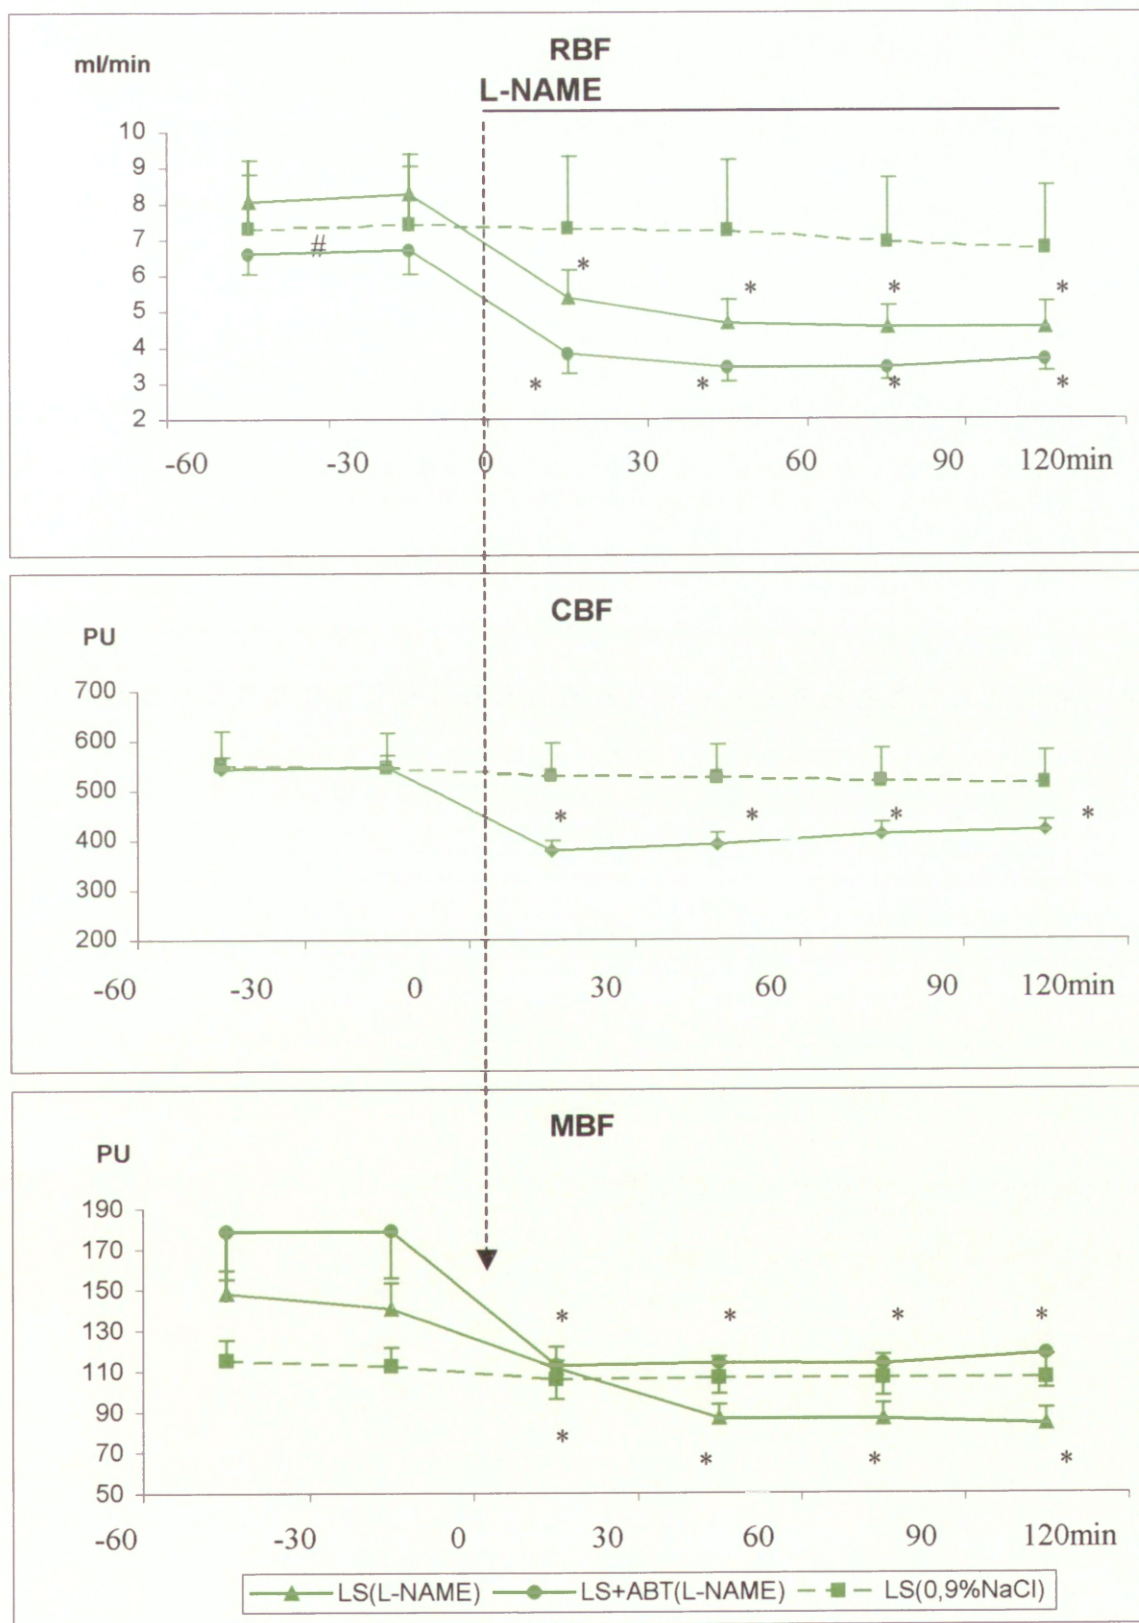 RBF
ml/min
L-NAME
10
9
8
7
#
6
*
5
* * *
4
3
* * * *
2
-60 -30 0 30 60 90 120min
CBF
PU
700
600
500
* * * *
400
300
200
-60 -30 0 30 60 90 120min
MBF
PU
190
170
150
* * * *
130
110
90
*
70
* * *
50
-60 -30 0 30 60 90 120min
LS(L-NAME) LS+ABT(L-NAME) LS(0,9%NaCl)